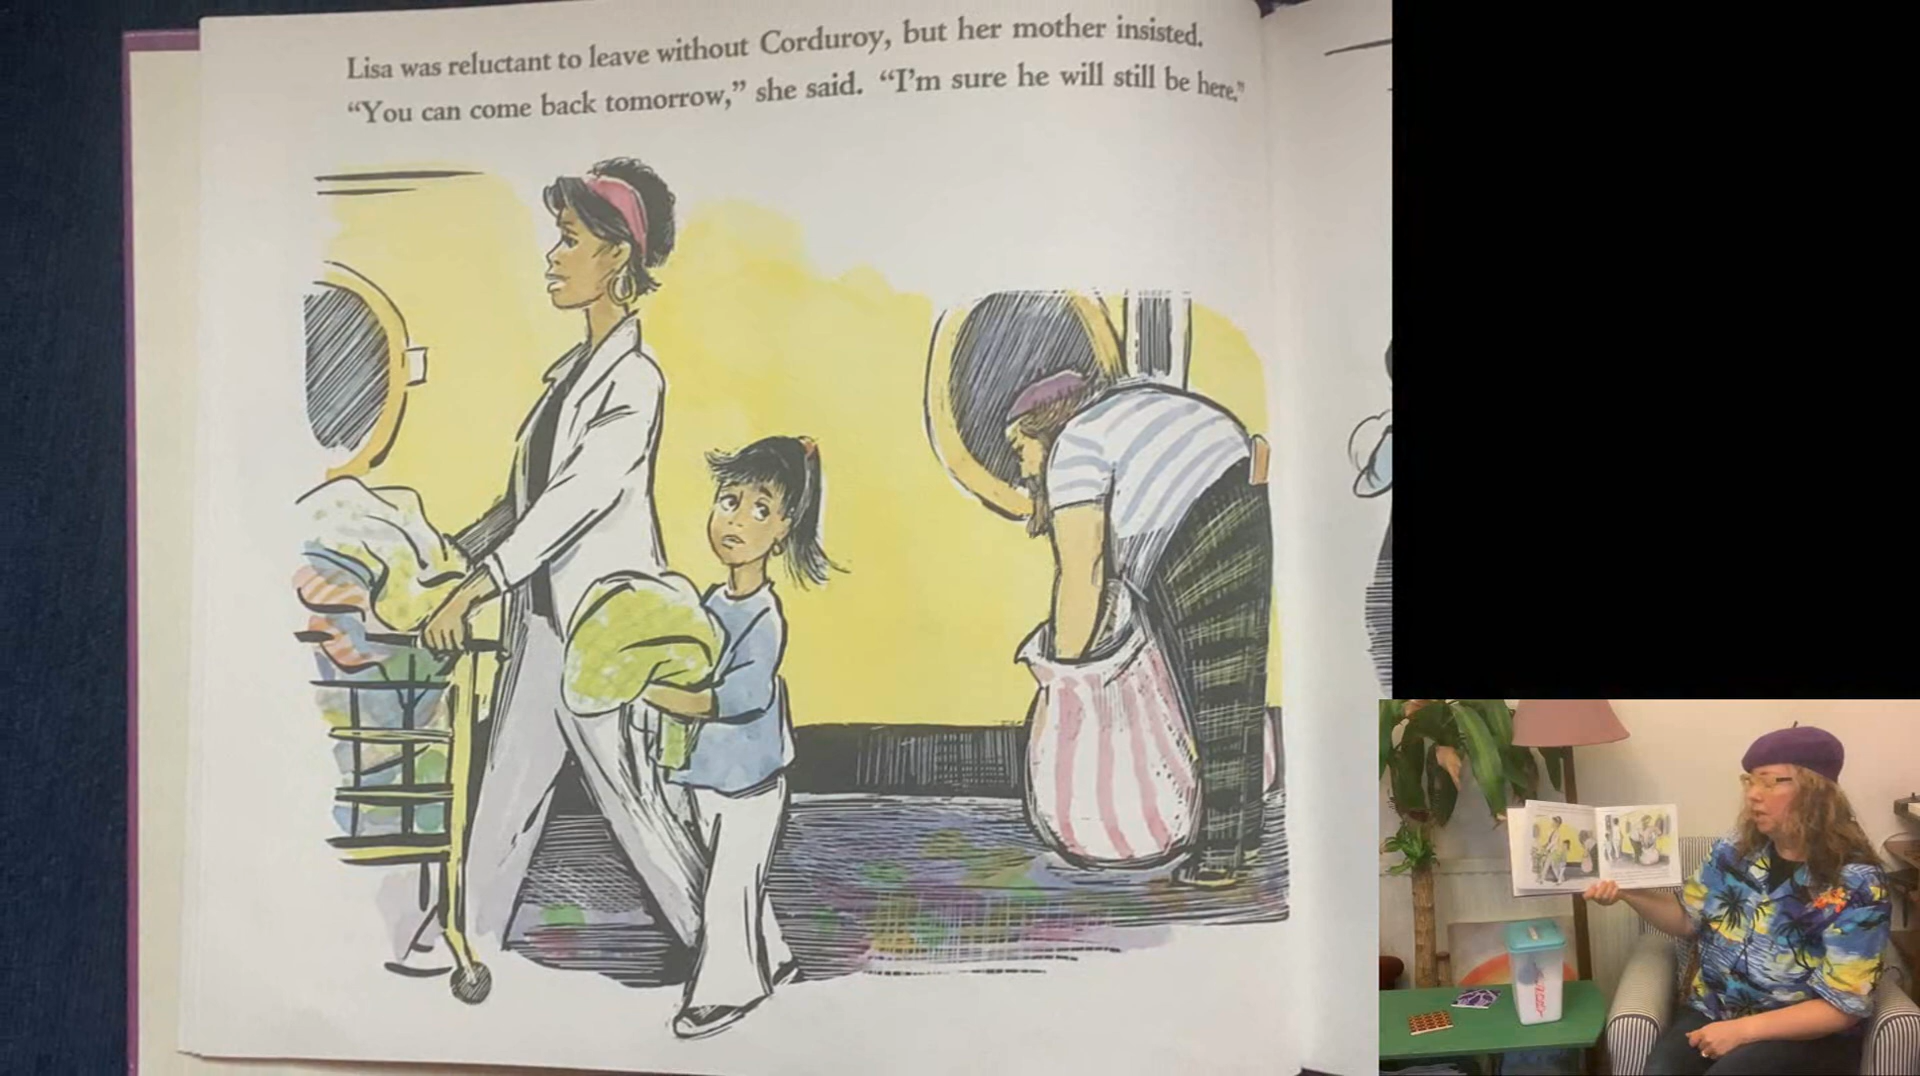 Lisa was reluctant to leave without Corduroy, but her mother insisted.
“You can come back tomorrow,” she said. “I'm sure he will still be here.”